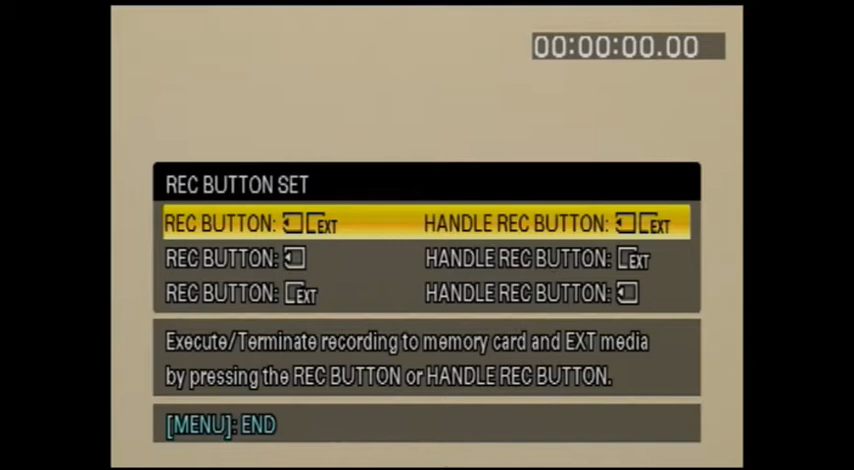 00:00:00.00
REC BUTTON SET
REC BUTTON: EXT HANDLE REC BUTTON: EXT
REC BUTTON: HANDLE REC BUTTON: EXT
REC BUTTON: EXT HANDLE REC BUTTON:
Execute/Terminate recording to memory card and EXT media
by pressing the REC BUTTON or HANDLE REC BUTTON.
[MENU]: END